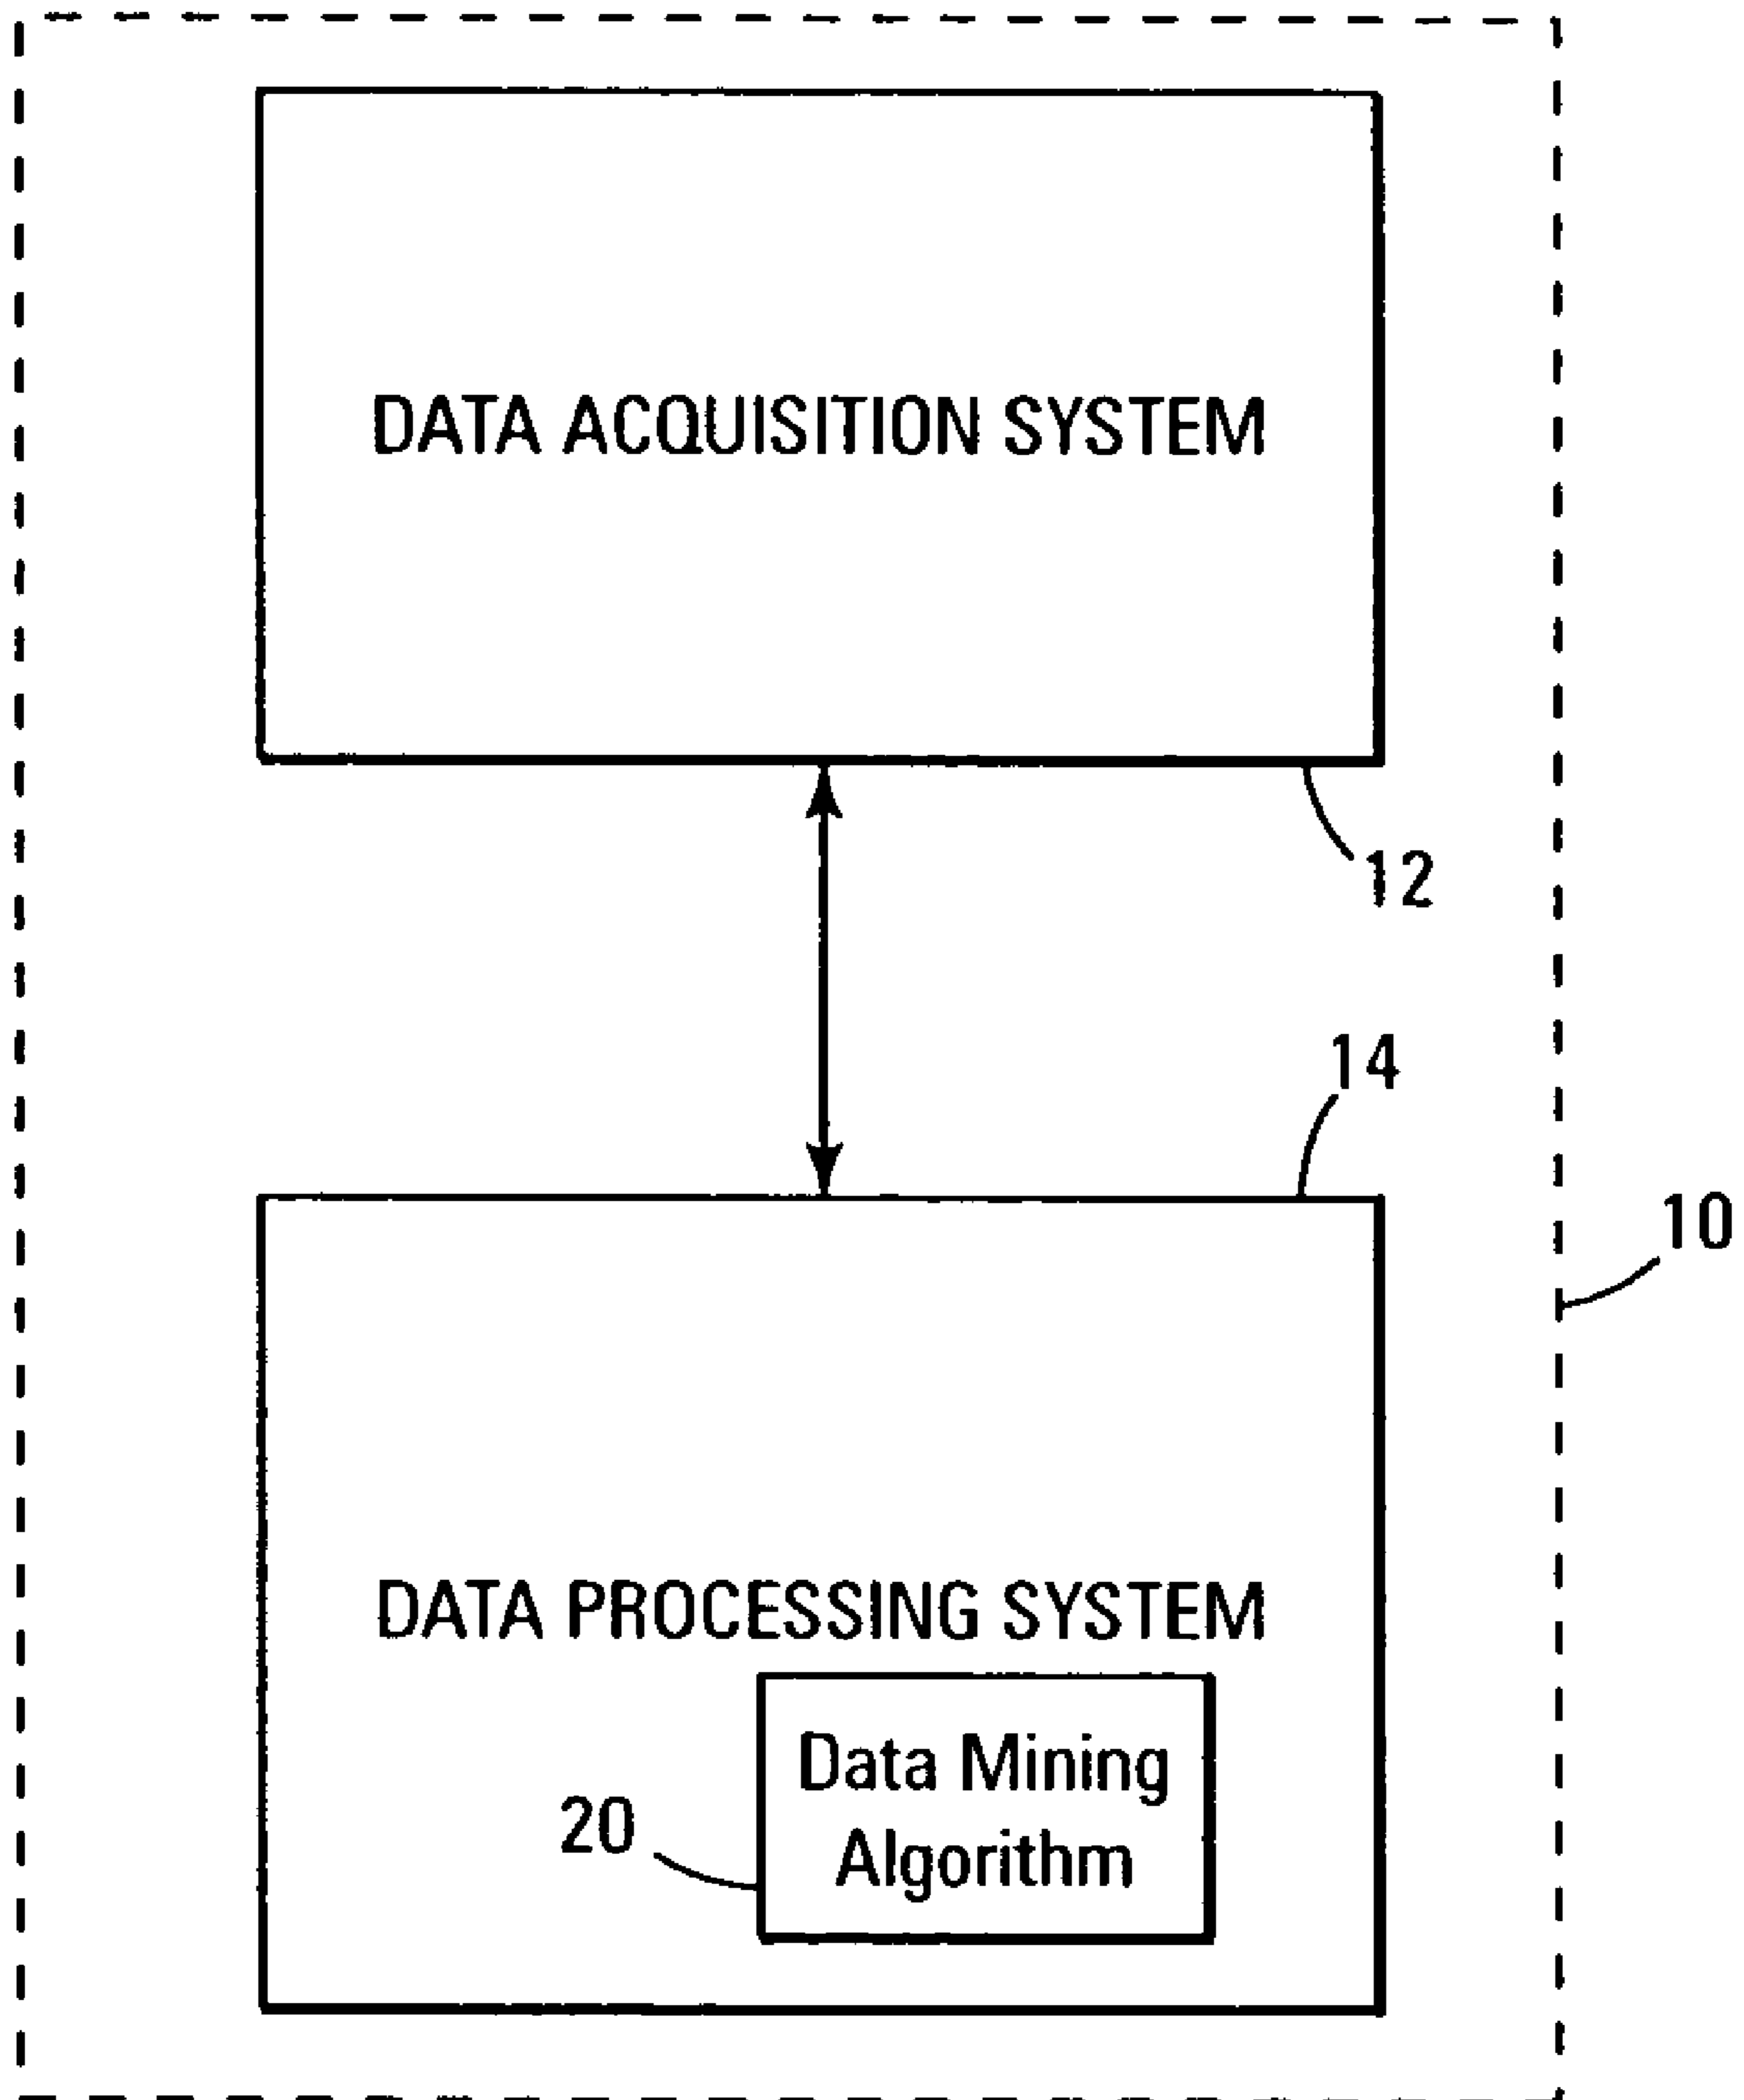 DATA ACQUISITION SYSTEM
12
14
10
DATA PROCESSING SYSTEM
Data Mining
Algorithm
20